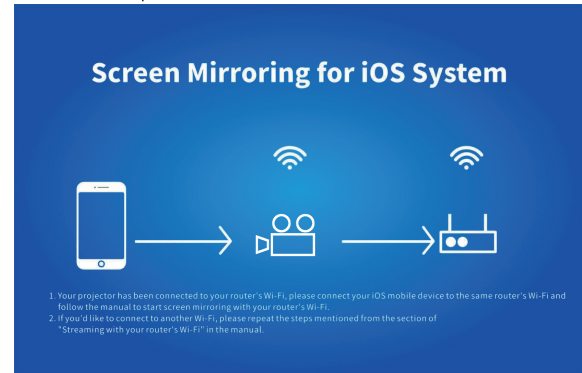 Screen Mirroring for iOS System
1. Your projector has been connected to your router's Wi-Fi, please connect your iOS mobile device to the same router's Wi-Fi and
follow the manual to start screen mirroring with your router's Wi-Fi.
2. If you'd like to connect to another Wi-Fi, please repeat the steps mentioned from the section of
"Streaming with your router's Wi-Fi" in the manual.